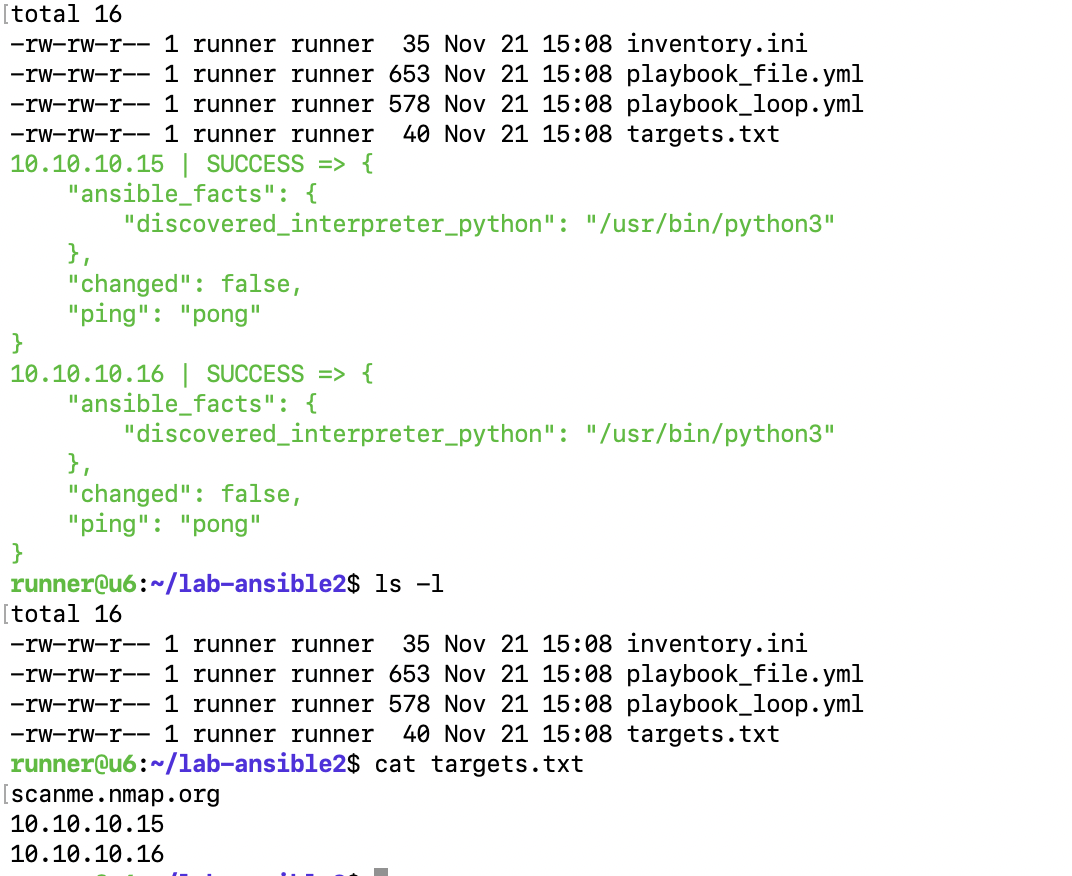 [total 16
-rw-rw-r-- 1 runner runner  35 Nov 21 15:08 inventory.ini
-rw-rw-r-- 1 runner runner 653 Nov 21 15:08 playbook_file.yml
-rw-rw-r-- 1 runner runner 578 Nov 21 15:08 playbook_loop.yml
-rw-rw-r-- 1 runner runner  40 Nov 21 15:08 targets.txt
10.10.10.15 | SUCCESS => {
    "ansible_facts": {
        "discovered_interpreter_python": "/usr/bin/python3"
    },
    "changed": false,
    "ping": "pong"
}
10.10.10.16 | SUCCESS => {
    "ansible_facts": {
        "discovered_interpreter_python": "/usr/bin/python3"
    },
    "changed": false,
    "ping": "pong"
}
runner@u6:~/lab-ansible2$ ls -l
[total 16
-rw-rw-r-- 1 runner runner  35 Nov 21 15:08 inventory.ini
-rw-rw-r-- 1 runner runner 653 Nov 21 15:08 playbook_file.yml
-rw-rw-r-- 1 runner runner 578 Nov 21 15:08 playbook_loop.yml
-rw-rw-r-- 1 runner runner  40 Nov 21 15:08 targets.txt
runner@u6:~/lab-ansible2$ cat targets.txt
[scanme.nmap.org
10.10.10.15
10.10.10.16